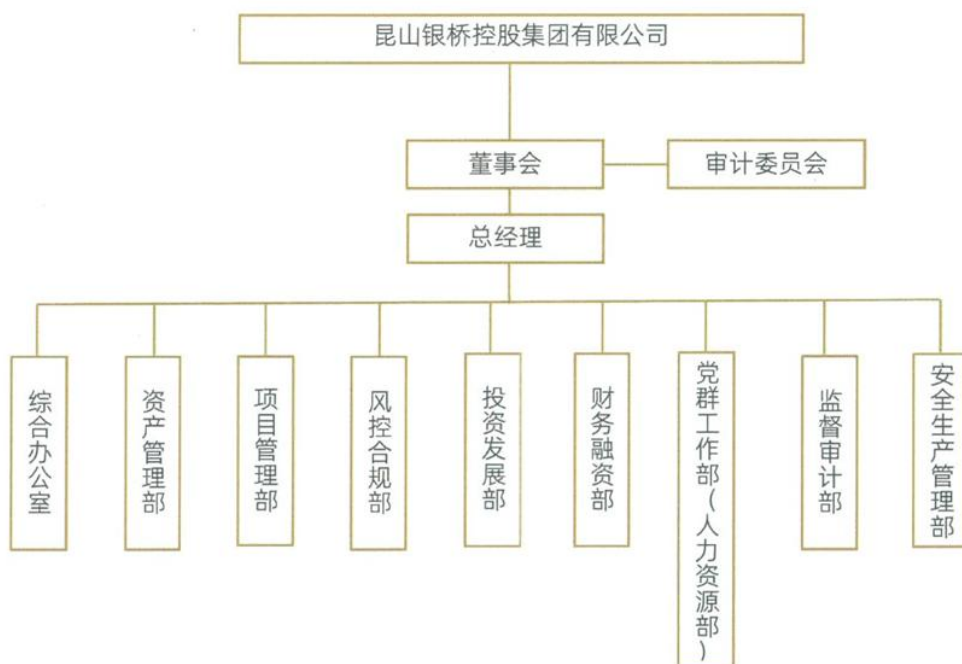 昆山银桥控股集团有限公司
董事会
审计委员会
总经理
综合办公室
资产管理部
项目管理部
风控合规部
投资发展部
财务融资部
党群工作部(人力资源部)
监督审计部
安全生产管理部